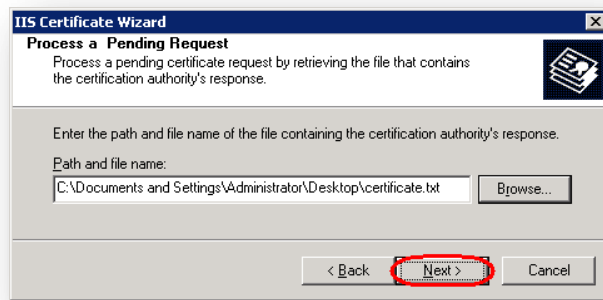 IIS Certificate Wizard
Process a Pending Request
Process a pending certificate request by retrieving the file that contains
the certification authority's response.
Enter the path and file name of the file containing the certification authority's response.
Path and file name:
C:\Documents and Settings\Administrator\Desktop\certificate.txt
Browse...
< Back
Next >
Cancel